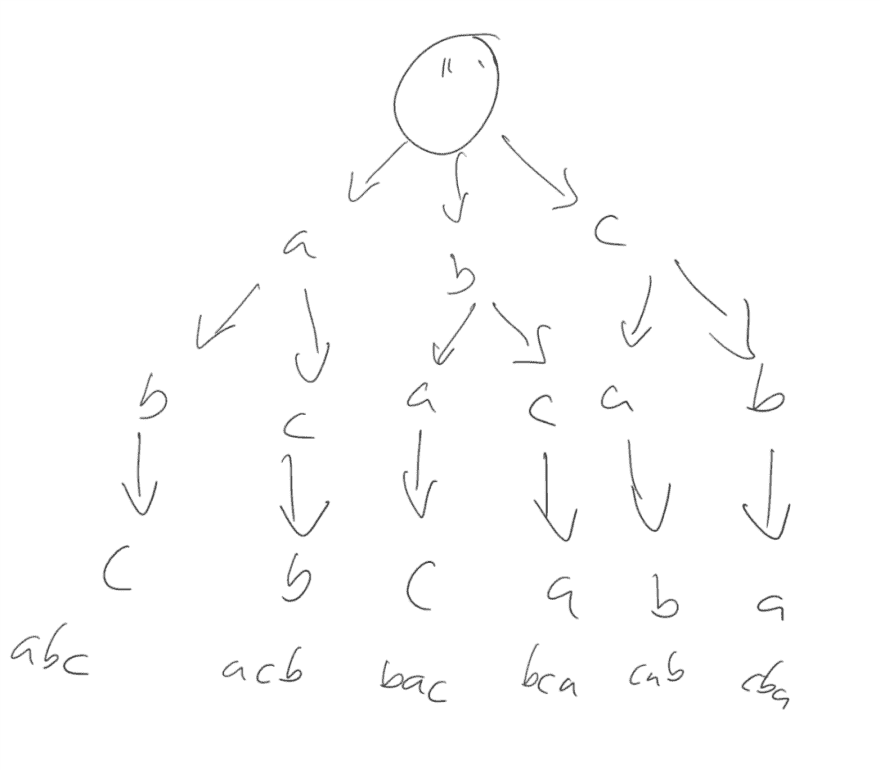 " "
a b c
b c a c a b
c b c a b a
abc acb bac bca cab cba